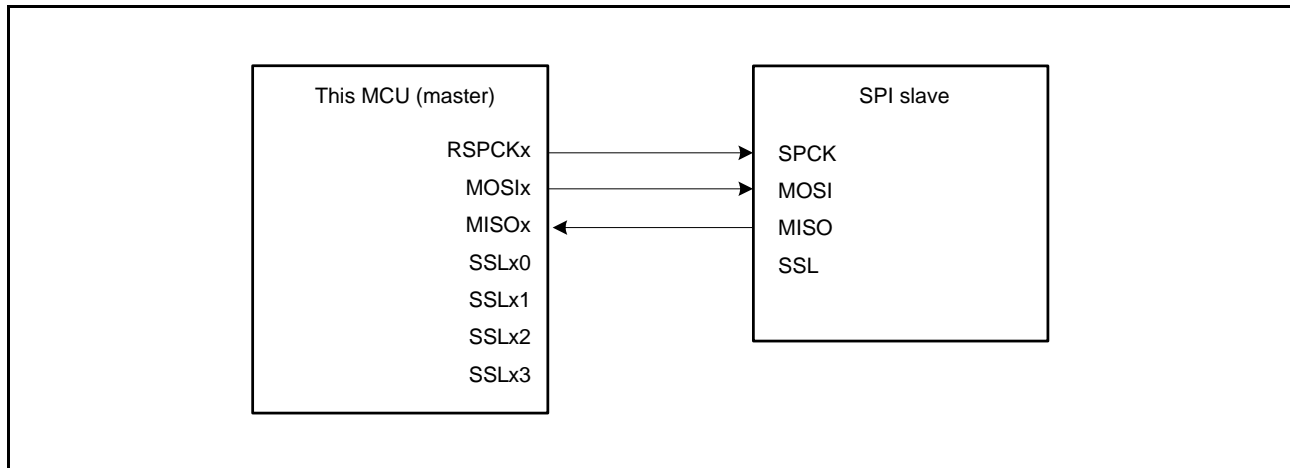 This MCU (master)
RSPCKx
MOSIx
MISOx
SSLx0
SSLx1
SSLx2
SSLx3
SPI slave
SPCK
MOSI
MISO
SSL